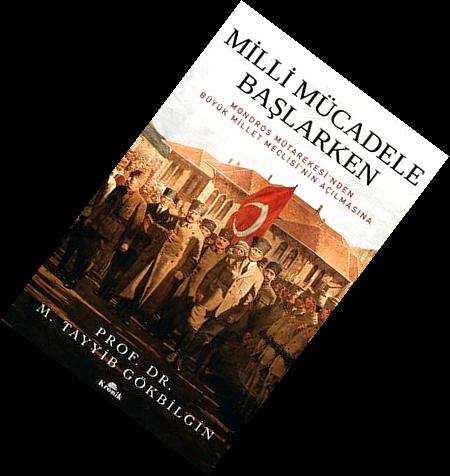 MİLLİ MÜCADELE
BAŞLARKEN
MONDROS MÜTAREKESİ'NDEN
BÜYÜK MİLLET MECLİSİ'NİN AÇILMASINA
PROF. DR.
M. TAYYİB GÖKBİLGİN
Kronik